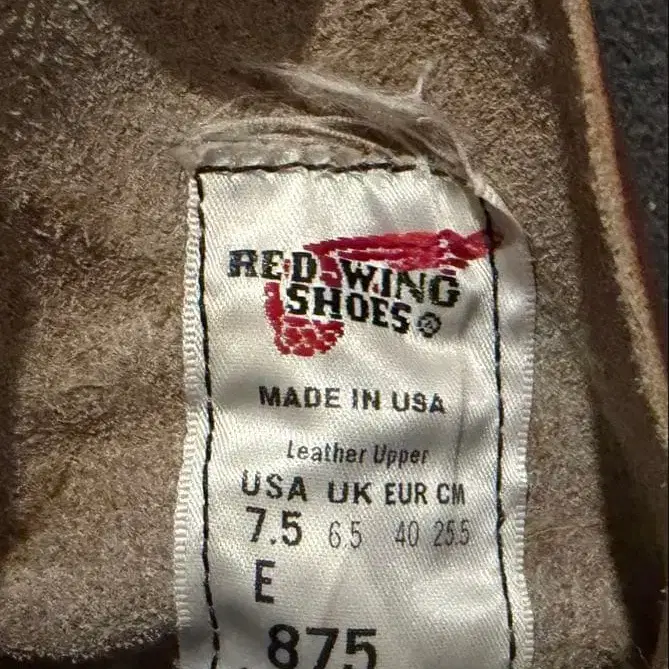 RED WING
SHOES®
MADE IN USA
Leather Upper
USA UK EUR CM
7.5 6.5 40 25.5
E
875